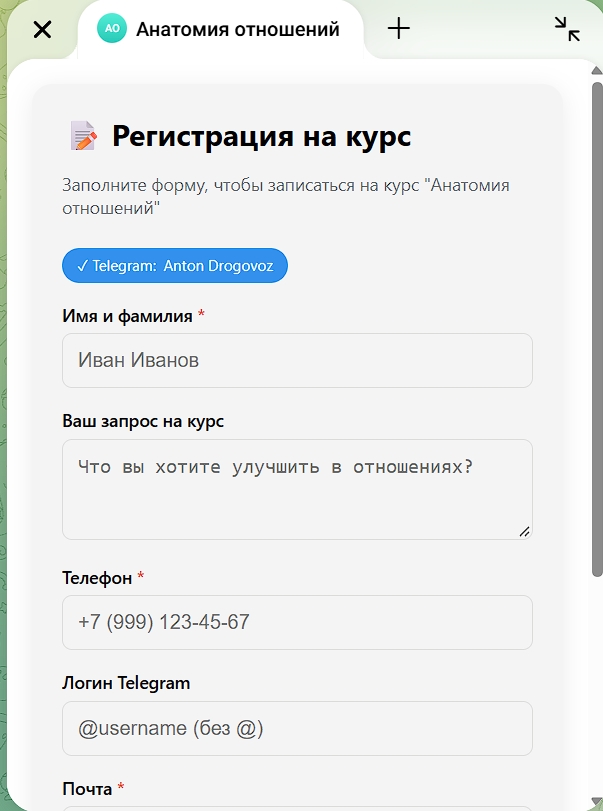 АО Анатомия отношений
Регистрация на курс
Заполните форму, чтобы записаться на курс "Анатомия
отношений"
✓ Telegram: Anton Drogovoz
Имя и фамилия *
Иван Иванов
Ваш запрос на курс
Что вы хотите улучшить в отношениях?
Телефон *
+7 (999) 123-45-67
Логин Telegram
@username (без @)
Почта *